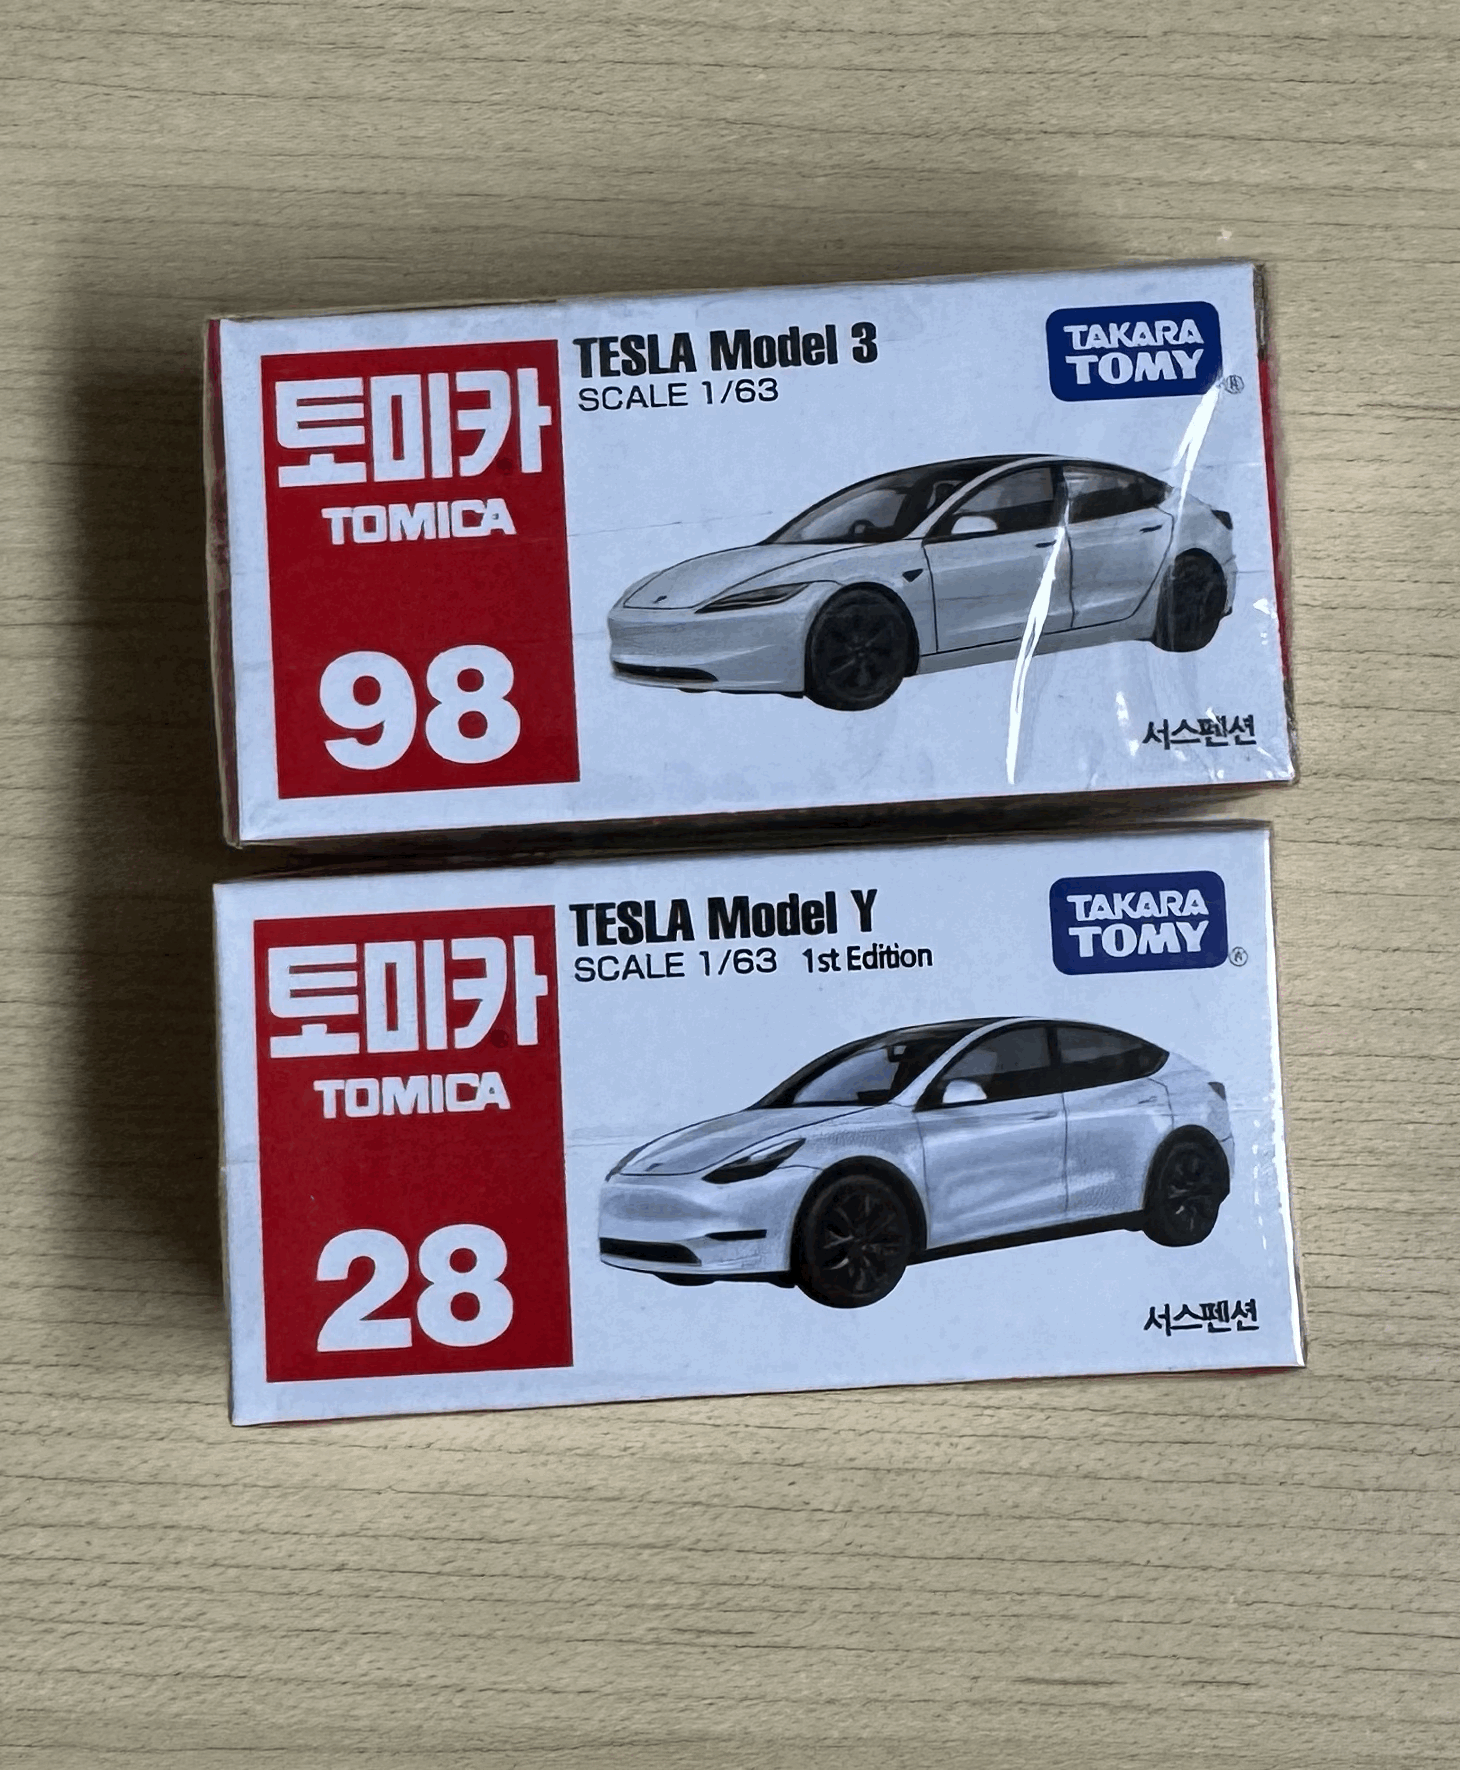 TESLA Model 3
SCALE 1/63
TAKARA
TOMY
®
토미카
TOMICA
98
서스펜션
TESLA Model Y
SCALE 1/63 1st Edition
TAKARA
TOMY
®
토미카
TOMICA
28
서스펜션